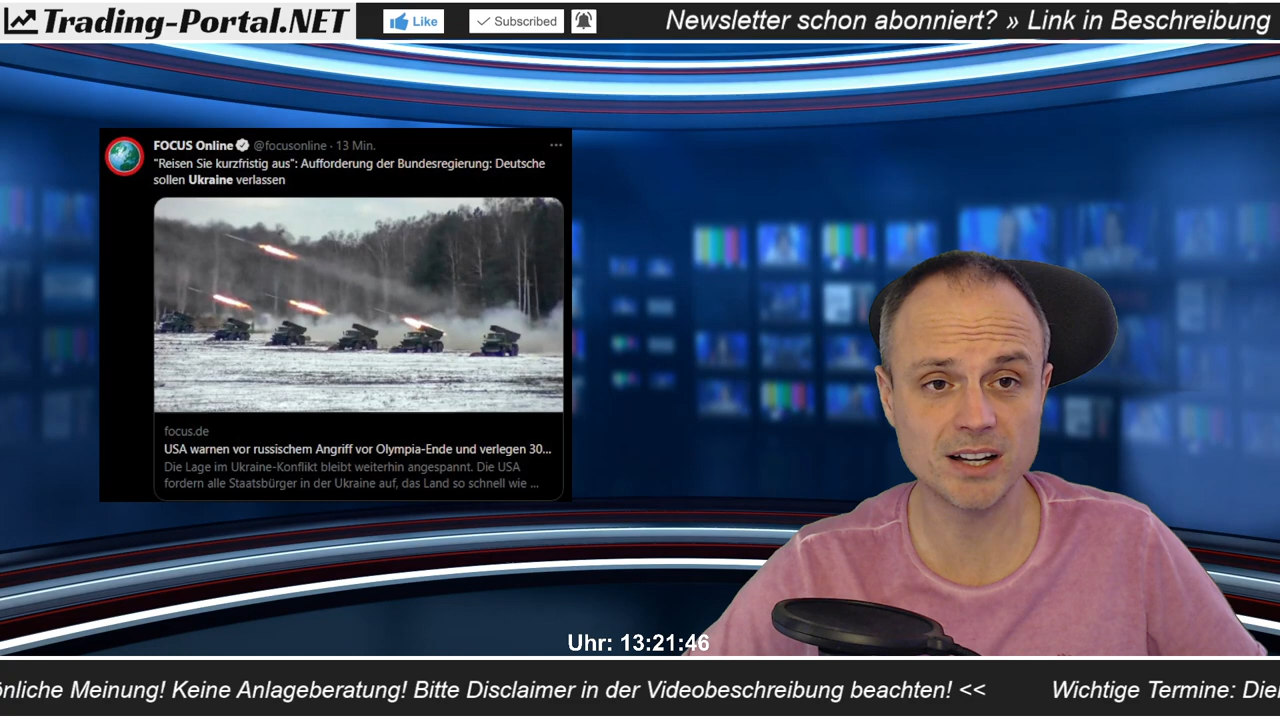 Trading-Portal.NET
Like
Subscribed
Newsletter schon abonniert? » Link in Beschreibung
FOCUS Online @focusonline · 13 Min.
"Reisen Sie kurzfristig aus": Aufforderung der Bundesregierung: Deutsche
sollen Ukraine verlassen
focus.de
USA warnen vor russischem Angriff vor Olympia-Ende und verlegen 30...
Die Lage im Ukraine-Konflikt bleibt weiterhin angespannt. Die USA
fordern alle Staatsbürger in der Ukraine auf, das Land so schnell wie ...
Uhr: 13:21:46
önliche Meinung! Keine Anlageberatung! Bitte Disclaimer in der Videobeschreibung beachten! << Wichtige Termine: